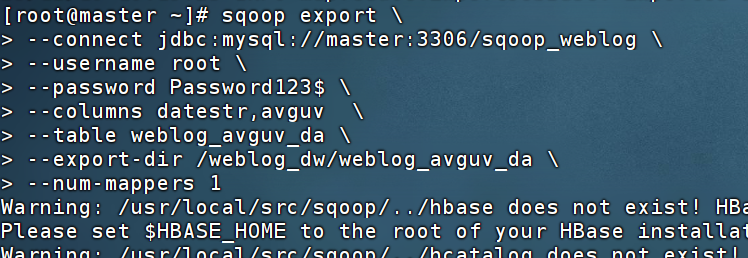 [root@master ~]# sqoop export \
> --connect jdbc:mysql://master:3306/sqoop_weblog \
> --username root \
> --password Password123$ \
> --columns datestr,avguv  \
> --table weblog_avguv_da \
> --export-dir /weblog_dw/weblog_avguv_da \
> --num-mappers 1
Warning: /usr/local/src/sqoop/../hbase does not exist! HBa
Please set $HBASE_HOME to the root of your HBase installat
Warning: /usr/local/src/sqoop/../hcatalog does not exist!